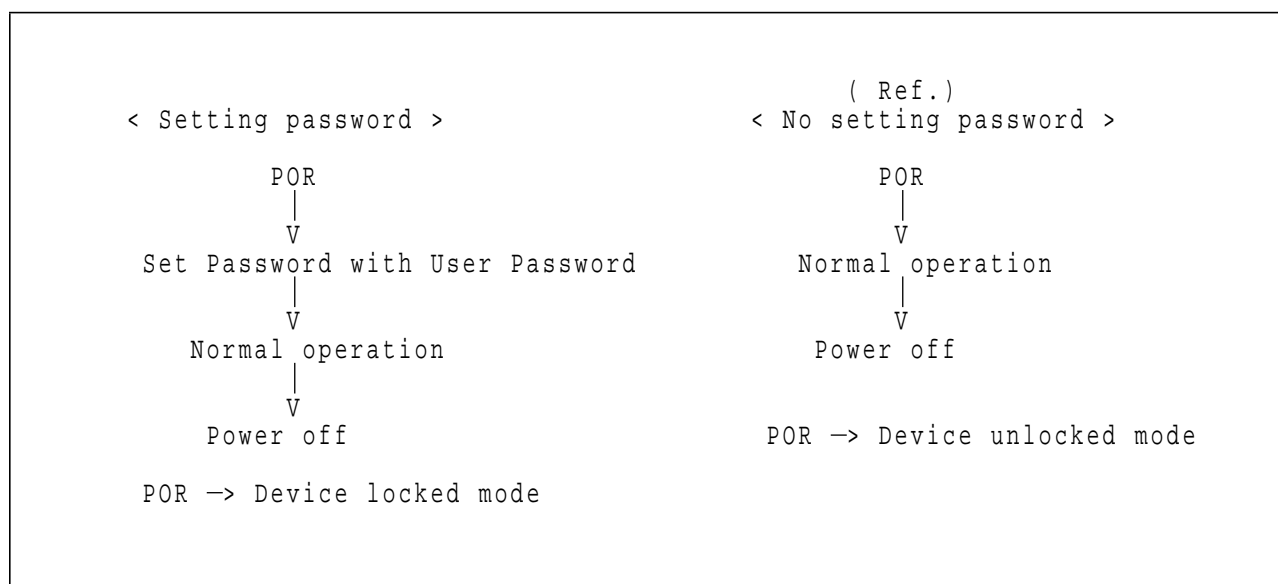 ( Ref.)
< Setting password > < No setting password >
POR POR
V V
Set Password with User Password Normal operation
V V
Normal operation Power off
V
Power off POR —> Device unlocked mode
POR —> Device locked mode